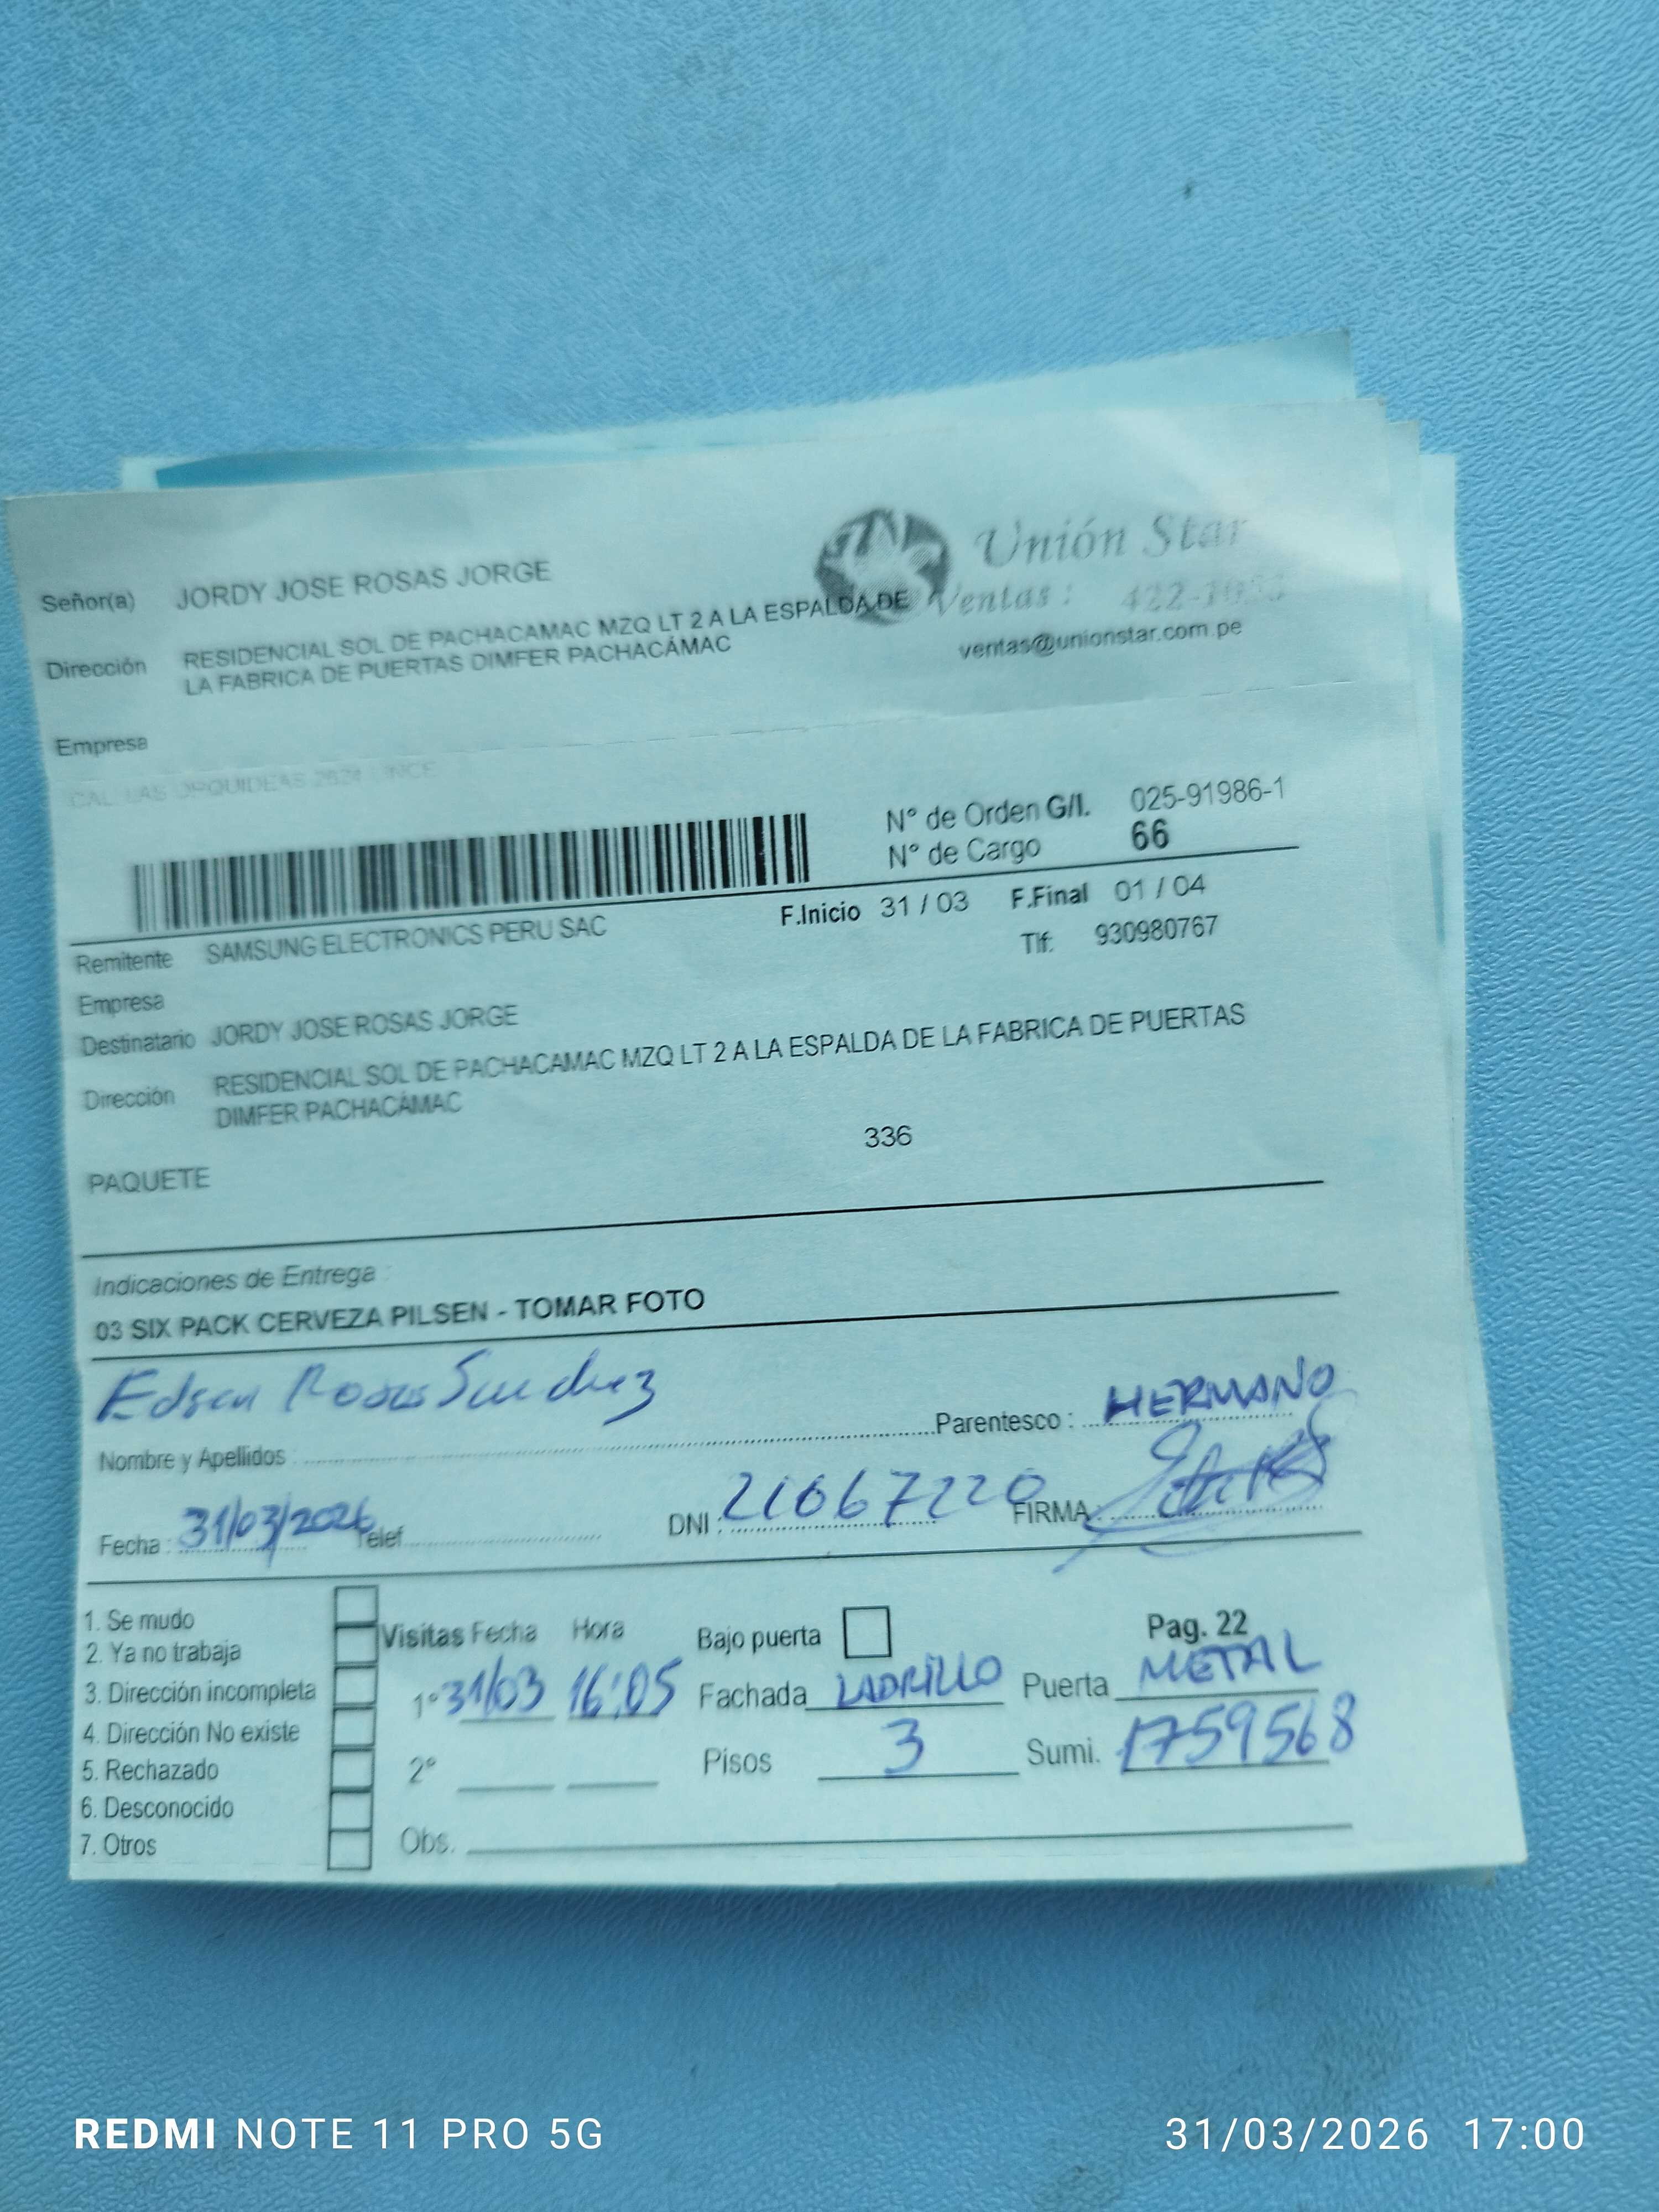 Unión Star
Señor(a) JORDY JOSE ROSAS JORGE
Ventas: 422-10
Dirección RESIDENCIAL SOL DE PACHACAMAC MZQ LT 2 A LA ESPALDA DE
LA FABRICA DE PUERTAS DIMFER PACHACÁMAC
ventas@unionstar.com.pe
Empresa
CAL. LAS ORQUIDEAS LINCE
N° de Orden G/I. 025-91986-1
N° de Cargo 66
F.Inicio 31 / 03 F.Final 01 / 04
Remitente SAMSUNG ELECTRONICS PERU SAC
Tlf: 930980767
Empresa
Destinatario JORDY JOSE ROSAS JORGE
Dirección RESIDENCIAL SOL DE PACHACAMAC MZQ LT 2 A LA ESPALDA DE LA FABRICA DE PUERTAS
DIMFER PACHACÁMAC
336
PAQUETE
Indicaciones de Entrega
03 SIX PACK CERVEZA PILSEN - TOMAR FOTO
Edson Rosas Sanchez
Nombre y Apellidos Parentesco : HERMANO
Fecha : 31/03/2026 Telef. DNI : 21067220 FIRMA :
1. Se mudo
2. Ya no trabaja
3. Dirección incompleta
4. Dirección No existe
5. Rechazado
6. Desconocido
7. Otros
Visitas Fecha Hora Bajo puerta Pag. 22
1° 31/03 16:05 Fachada LADRILLO Puerta METAL
2° Pisos 3 Sumi. 1759568
Obs.
REDMI NOTE 11 PRO 5G 31/03/2026 17:00